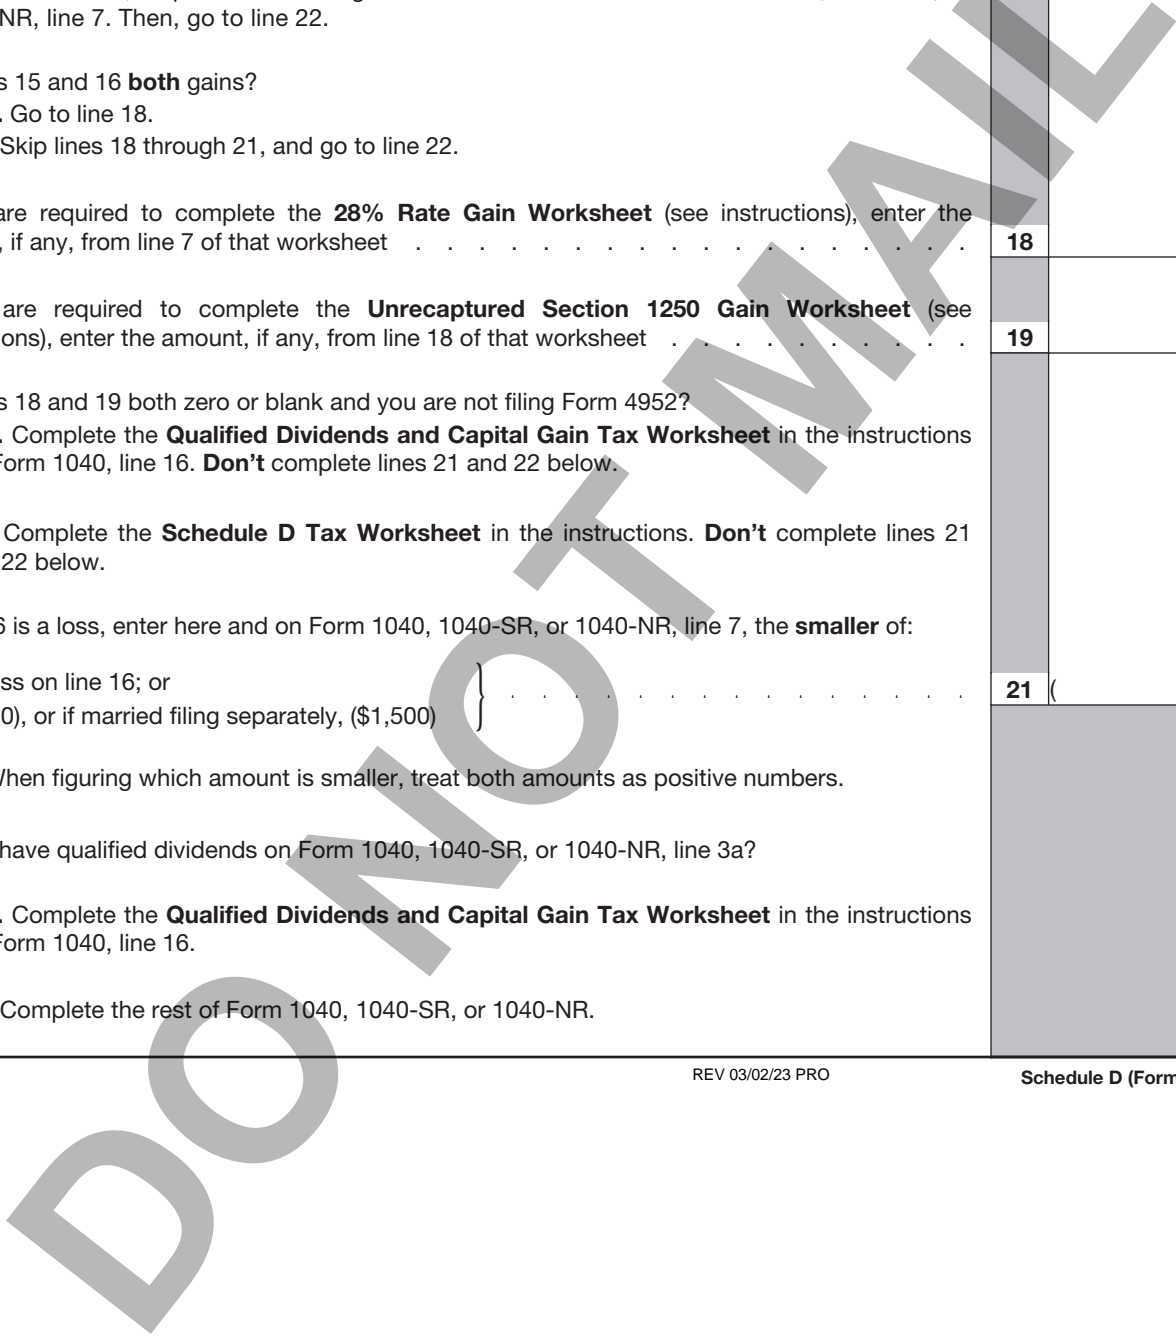 NR, line 7. Then, go to line 22.
s 15 and 16 both gains?
. Go to line 18.
Skip lines 18 through 21, and go to line 22.
are required to complete the 28% Rate Gain Worksheet (see instructions), enter the
, if any, from line 7 of that worksheet . . . . . . . . . . . . . . . . . . 18
are required to complete the Unrecaptured Section 1250 Gain Worksheet (see
ons), enter the amount, if any, from line 18 of that worksheet . . . . . . . . . . 19
s 18 and 19 both zero or blank and you are not filing Form 4952?
. Complete the Qualified Dividends and Capital Gain Tax Worksheet in the instructions
Form 1040, line 16. Don't complete lines 21 and 22 below.
Complete the Schedule D Tax Worksheet in the instructions. Don't complete lines 21
22 below.
6 is a loss, enter here and on Form 1040, 1040-SR, or 1040-NR, line 7, the smaller of:
ss on line 16; or
0), or if married filing separately, ($1,500) } . . . . . . . . . . . . . . 21 (
When figuring which amount is smaller, treat both amounts as positive numbers.
have qualified dividends on Form 1040, 1040-SR, or 1040-NR, line 3a?
. Complete the Qualified Dividends and Capital Gain Tax Worksheet in the instructions
Form 1040, line 16.
Complete the rest of Form 1040, 1040-SR, or 1040-NR.
REV 03/02/23 PRO Schedule D (Form
DO NOT MAIL